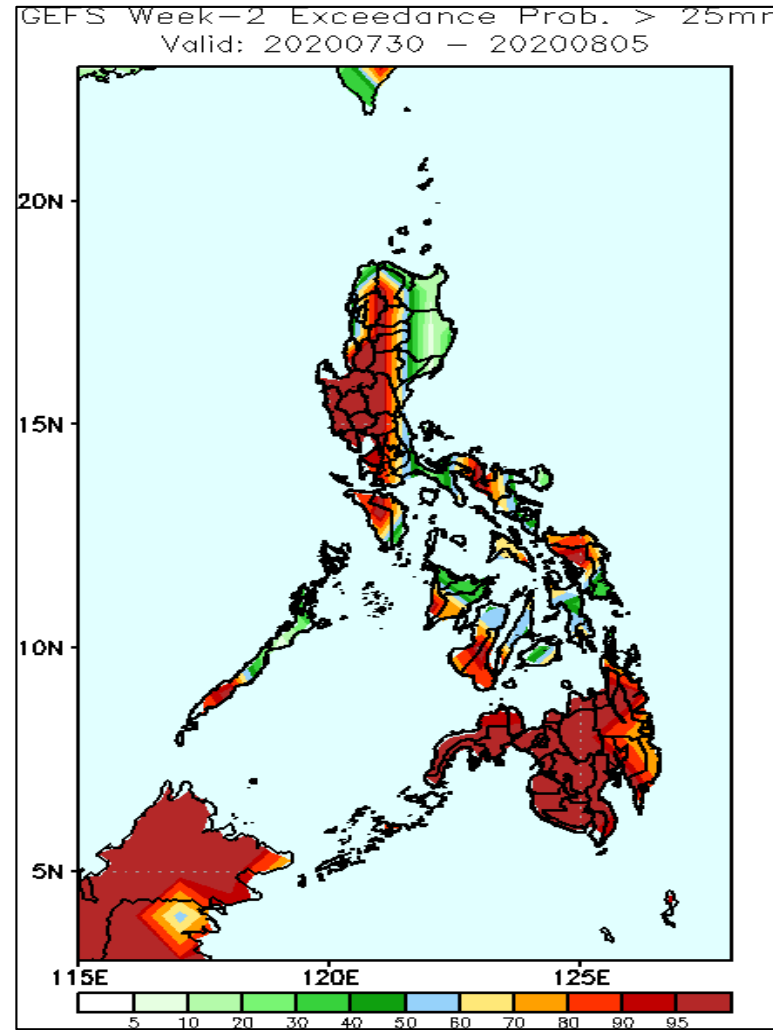 GEFS Week-2 Exceedance Prob. > 25mm
Valid: 20200730 - 20200805
20N
15N
10N
5N
115E 120E 125E
5 10 20 30 40 50 60 70 80 90 95